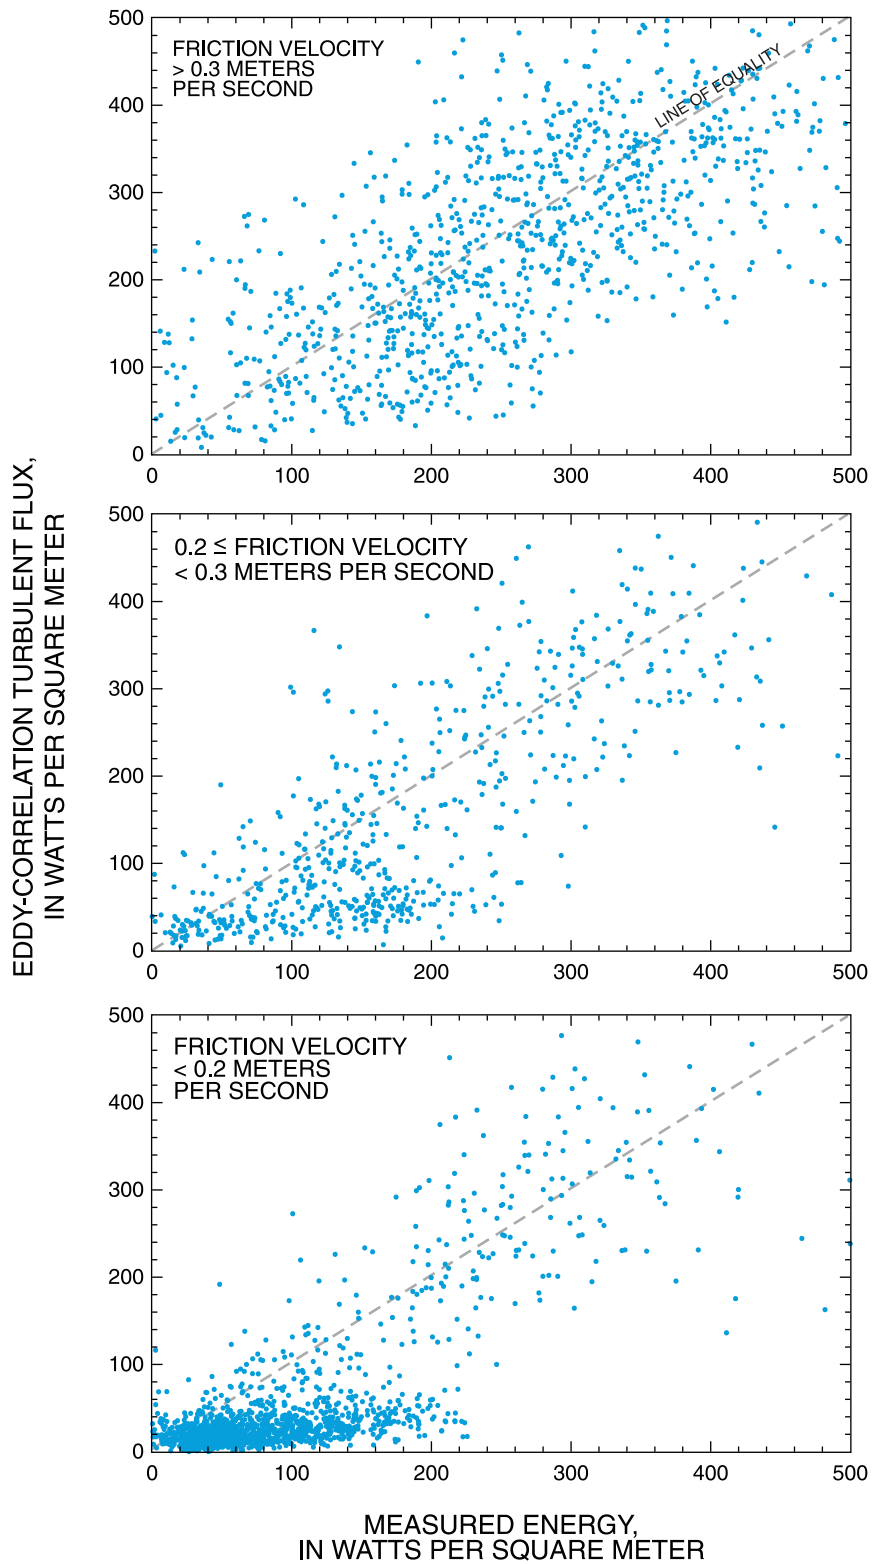 FRICTION VELOCITY
> 0.3 METERS
PER SECOND
LINE OF EQUALITY
500
400
300
200
100
0
0 100 200 300 400 500
0.2 ≤ FRICTION VELOCITY
< 0.3 METERS PER SECOND
500
400
300
200
100
0
0 100 200 300 400 500
FRICTION VELOCITY
< 0.2 METERS
PER SECOND
500
400
300
200
100
0
0 100 200 300 400 500
EDDY-CORRELATION TURBULENT FLUX,
IN WATTS PER SQUARE METER
MEASURED ENERGY,
IN WATTS PER SQUARE METER